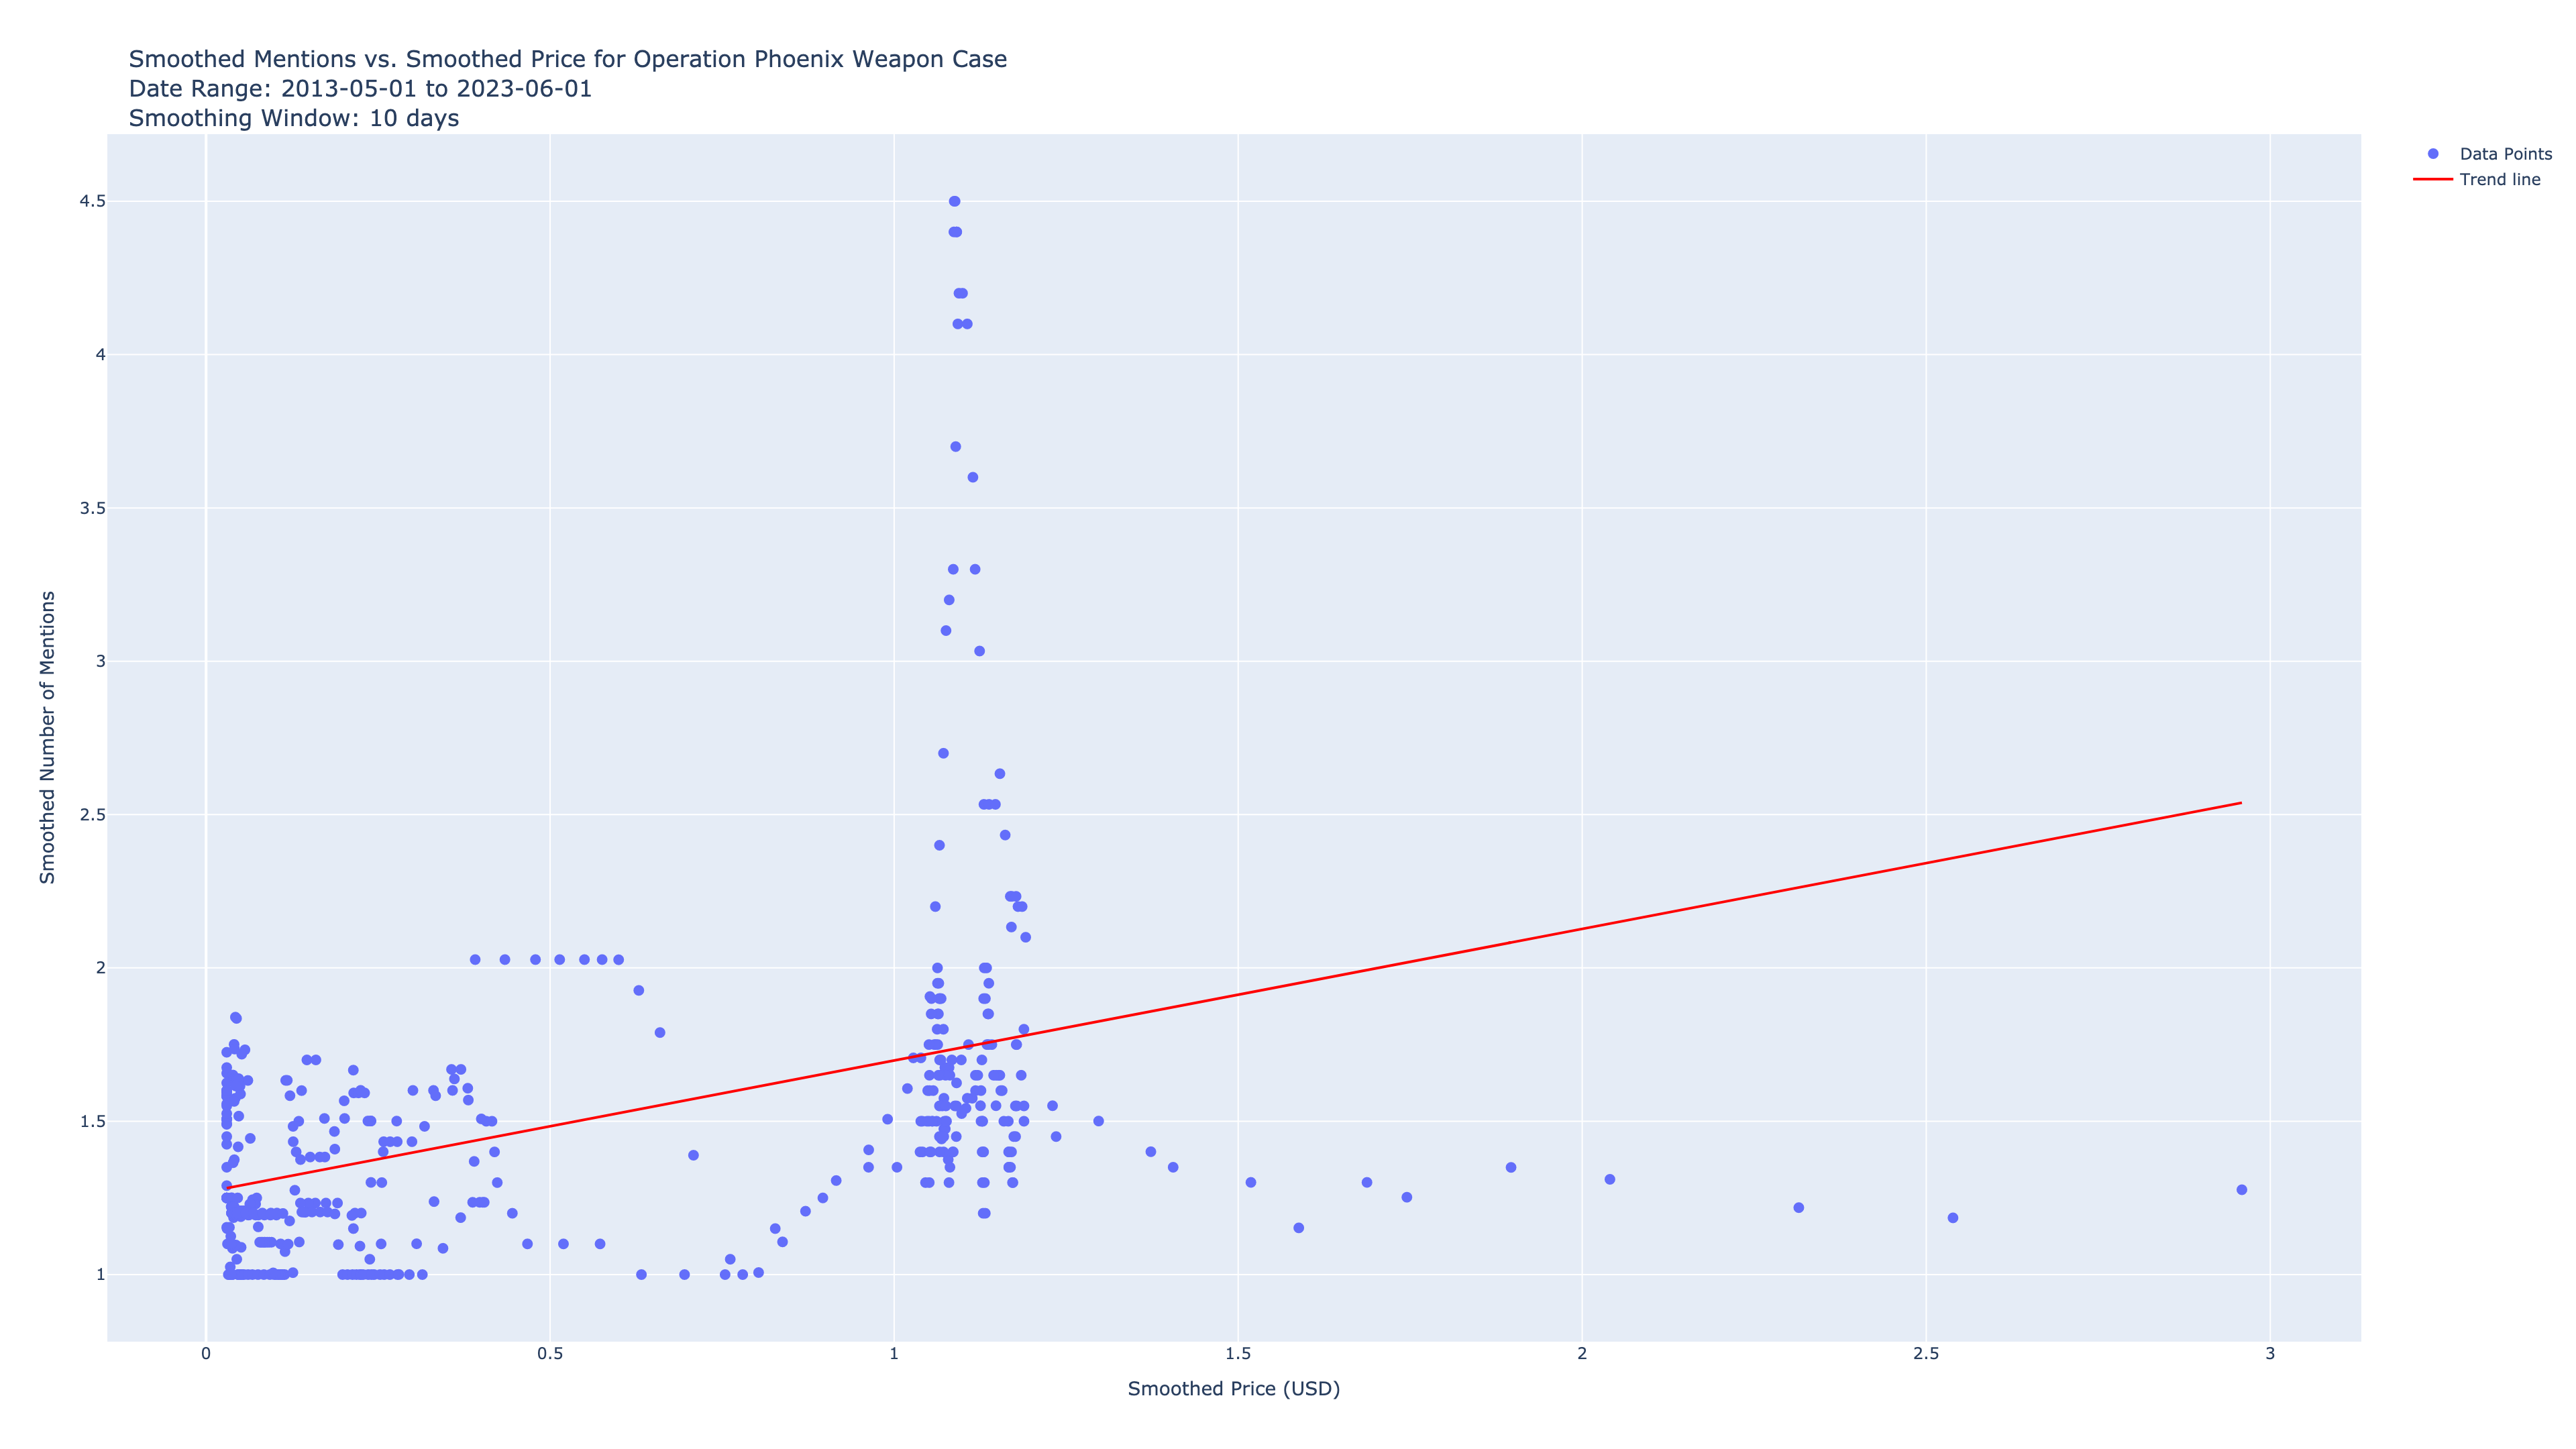 Smoothed Mentions vs. Smoothed Price for Operation Phoenix Weapon Case
Date Range: 2013-05-01 to 2023-06-01
Smoothing Window: 10 days
Data Points
Trend line
4.5
4
3.5
3
2.5
2
1.5
1
Smoothed Number of Mentions
0
0.5
1
1.5
2
2.5
3
Smoothed Price (USD)